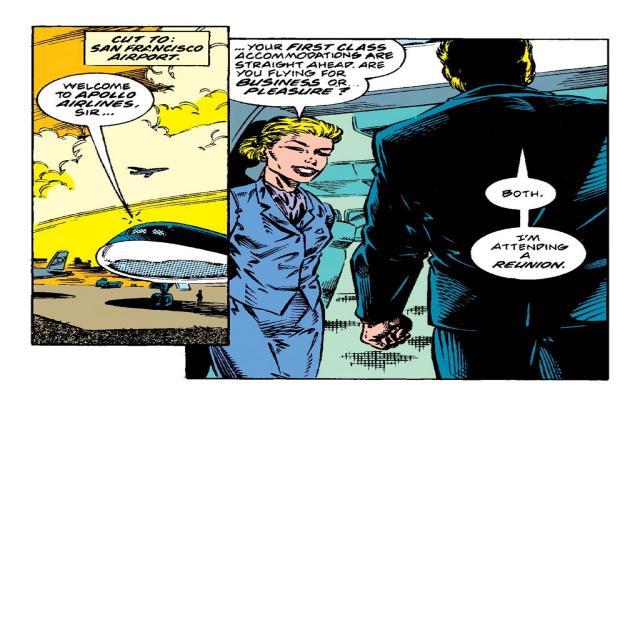 CUT TO:
SAN FRANCISCO
AIRPORT.
WELCOME
TO APOLLO
AIRLINES,
SIR...
...YOUR FIRST CLASS
ACCOMMODATIONS ARE
STRAIGHT AHEAD. ARE
YOU FLYING FOR
BUSINESS OR
PLEASURE?
BOTH.
I'M
ATTENDING
A
REUNION.